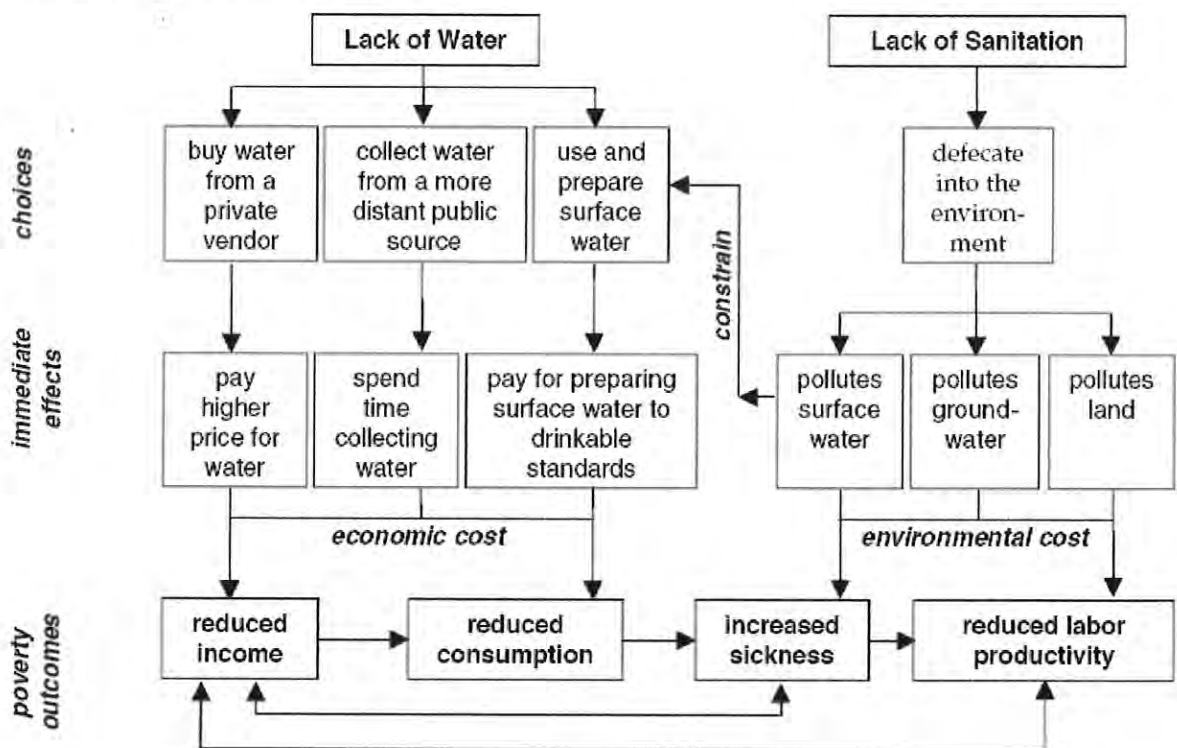 Lack of Water
Lack of Sanitation
choices
buy water
from a
private
vendor
collect water
from a more
distant public
source
use and
prepare
surface
water
defecate
into the
environ-
ment
constrain
immediate
effects
pay
higher
price for
water
spend
time
collecting
water
pay for preparing
surface water to
drinkable
standards
pollutes
surface
water
pollutes
ground-
water
pollutes
land
economic cost
environmental cost
poverty
outcomes
reduced
income
reduced
consumption
increased
sickness
reduced labor
productivity